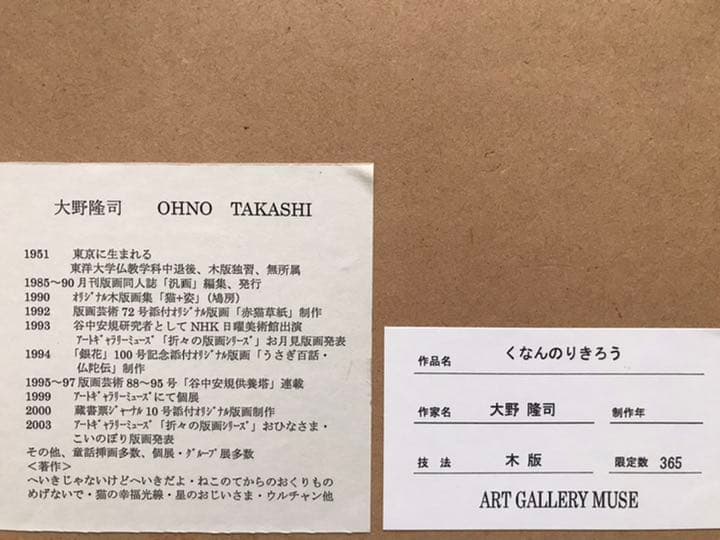 大野隆司 OHNO TAKASHI
1951 東京に生まれる
東洋大学仏教学科中退後、木版独習、無所属
1985～90 月刊版画同人誌「汎画」編集、発行
1990 ｵﾘｼﾞﾅﾙ木版画集「猫+姿」（鳩房）
1992 版画芸術 72 号添付ｵﾘｼﾞﾅﾙ版画「赤猫草紙」制作
1993 谷中安規研究者として NHK 日曜美術館出演
ｱｰﾄｷﾞｬﾗﾘｰﾐｭｰｽﾞ「折々の版画ｼﾘｰｽﾞ」お月見版画発表
1994 「銀花」100 号記念添付ｵﾘｼﾞﾅﾙ版画「うさぎ百話・
仏陀伝」制作
1995～97 版画芸術 88～95 号「谷中安規供養塔」連載
1999 ｱｰﾄｷﾞｬﾗﾘｰﾐｭｰｽﾞにて個展
2000 蔵書票ｼﾞｬｰﾅﾙ 10 号添付ｵﾘｼﾞﾅﾙ版画制作
2003 ｱｰﾄｷﾞｬﾗﾘｰﾐｭｰｽﾞ「折々の版画ｼﾘｰｽﾞ」おひなさま・
こいのぼり版画発表
その他、童話挿画多数、個展・ｸﾞﾙｰﾌﾟ展多数
＜著作＞
へいきじゃないけどへいきだよ・ねこのてからのおくりもの
めげないで・猫の幸福光線・星のおじいさま・ウルチャン他
作品名 くなんのりきろう
作家名 大野 隆司 制作年
技 法 木 版 限定数 365
ART GALLERY MUSE